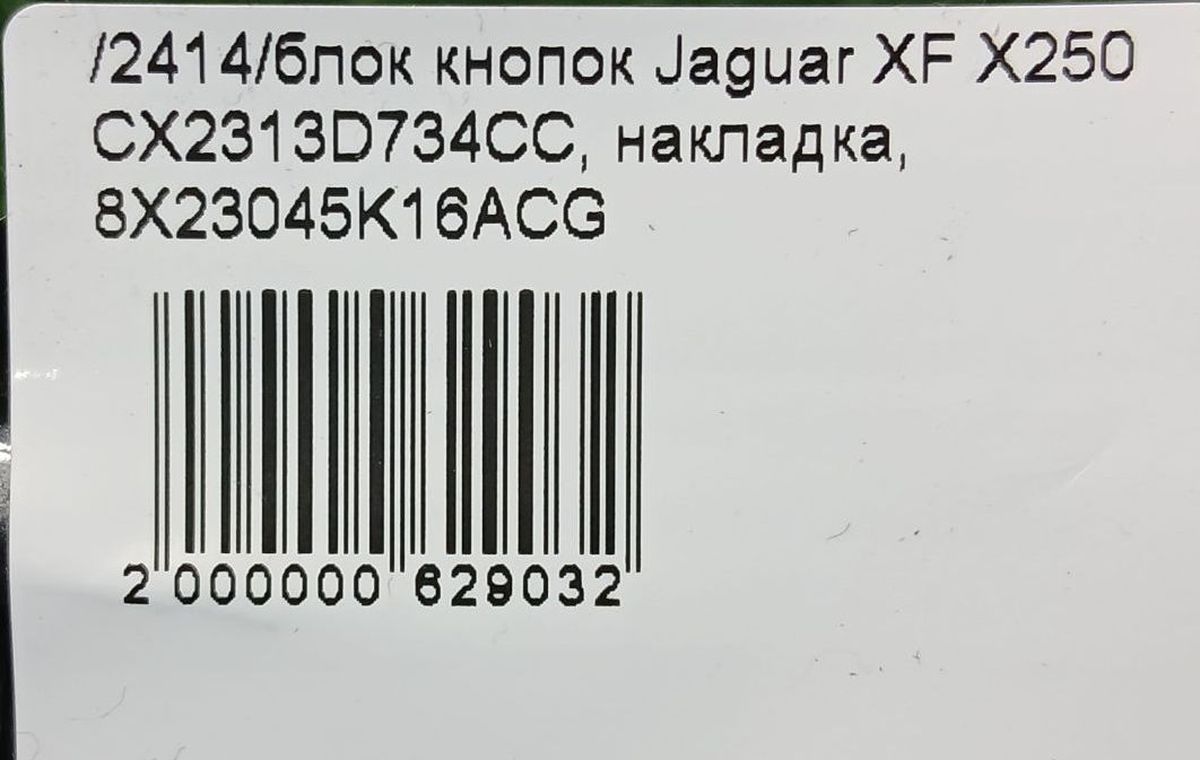 /2414/блок кнопок Jaguar XF X250
CX2313D734CC, накладка,
8X23045K16ACG
2 000000 629032